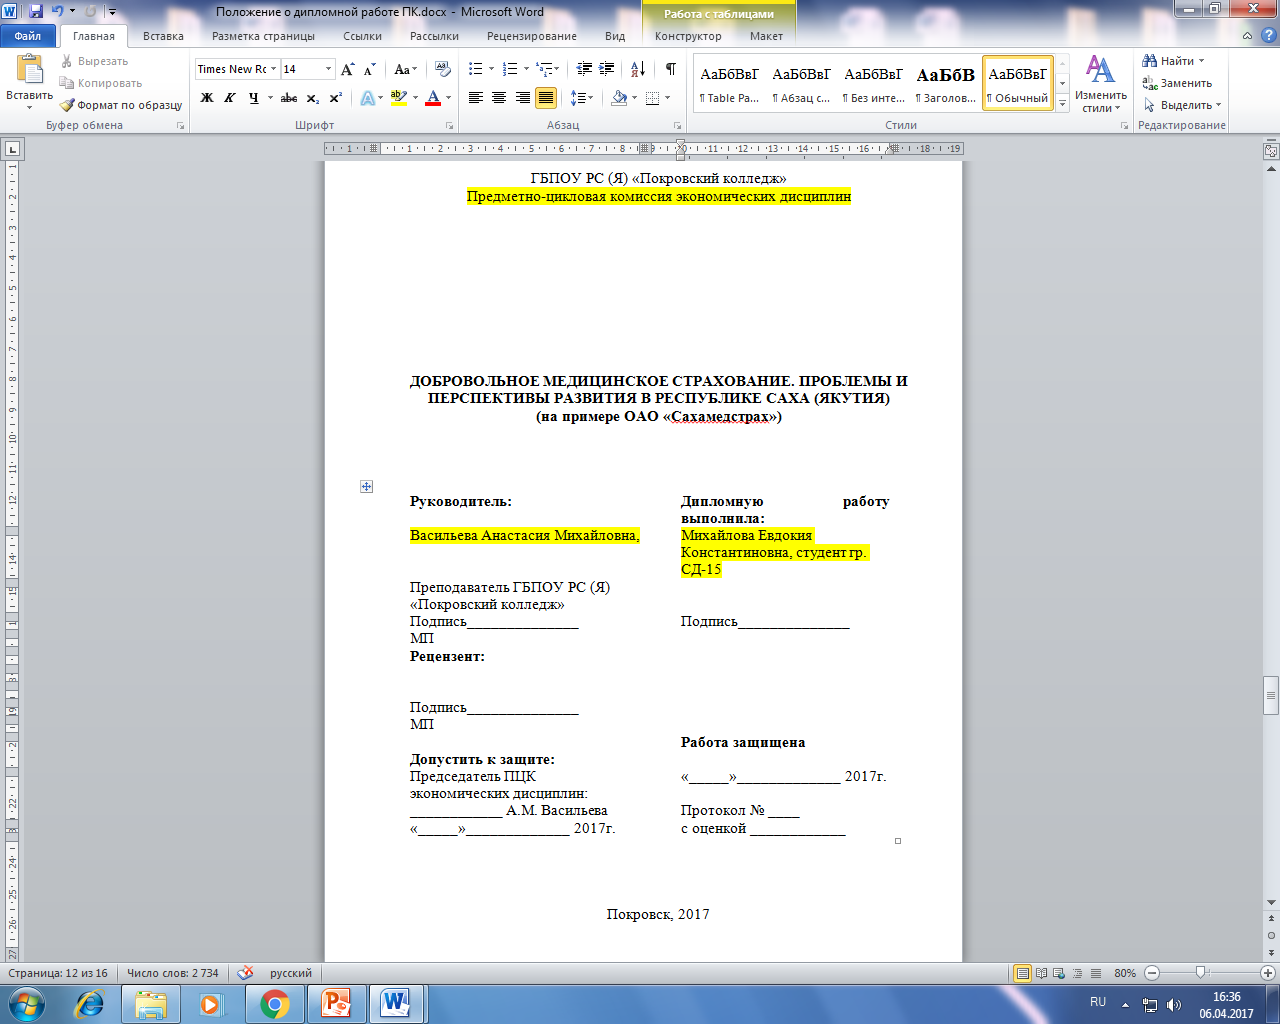 Положение о дипломной работе ПК.docx - Microsoft Word
Работа с таблицами
Файл Главная Вставка Разметка страницы Ссылки Рассылки Рецензирование Вид Конструктор Макет
Вставить
Вырезать
Копировать
Формат по образцу
Буфер обмена
Times New Rc 14
Ж К Ч abc x₂ x²
Шрифт
Абзац
АаБбВвГ АаБбВвГ АаБбВвГ АаБбВ АаБбВвГ
¶ Table Pa... ¶ Абзац с... ¶ Без инте... ¶ Заголов... ¶ Обычный
Стили
Изменить стили
Найти
Заменить
Выделить
Редактирование
ГБПОУ РС (Я) «Покровский колледж»
Предметно-цикловая комиссия экономических дисциплин
ДОБРОВОЛЬНОЕ МЕДИЦИНСКОЕ СТРАХОВАНИЕ. ПРОБЛЕМЫ И
ПЕРСПЕКТИВЫ РАЗВИТИЯ В РЕСПУБЛИКЕ САХА (ЯКУТИЯ)
(на примере ОАО «Сахамедстрах»)
Руководитель:
Васильева Анастасия Михайловна,
Преподаватель ГБПОУ РС (Я)
«Покровский колледж»
Подпись______________
МП
Рецензент:
Подпись______________
МП
Допустить к защите:
Председатель ПЦК
экономических дисциплин:
____________ А.М. Васильева
«_____»_____________ 2017г.
Дипломную работу
выполнила:
Михайлова Евдокия
Константиновна, студент гр.
СД-15
Подпись______________
Работа защищена
«_____»_____________ 2017г.
Протокол № ____
с оценкой ____________
Покровск, 2017
Страница: 12 из 16 Число слов: 2 734 русский 80%
RU 16:36
06.04.2017